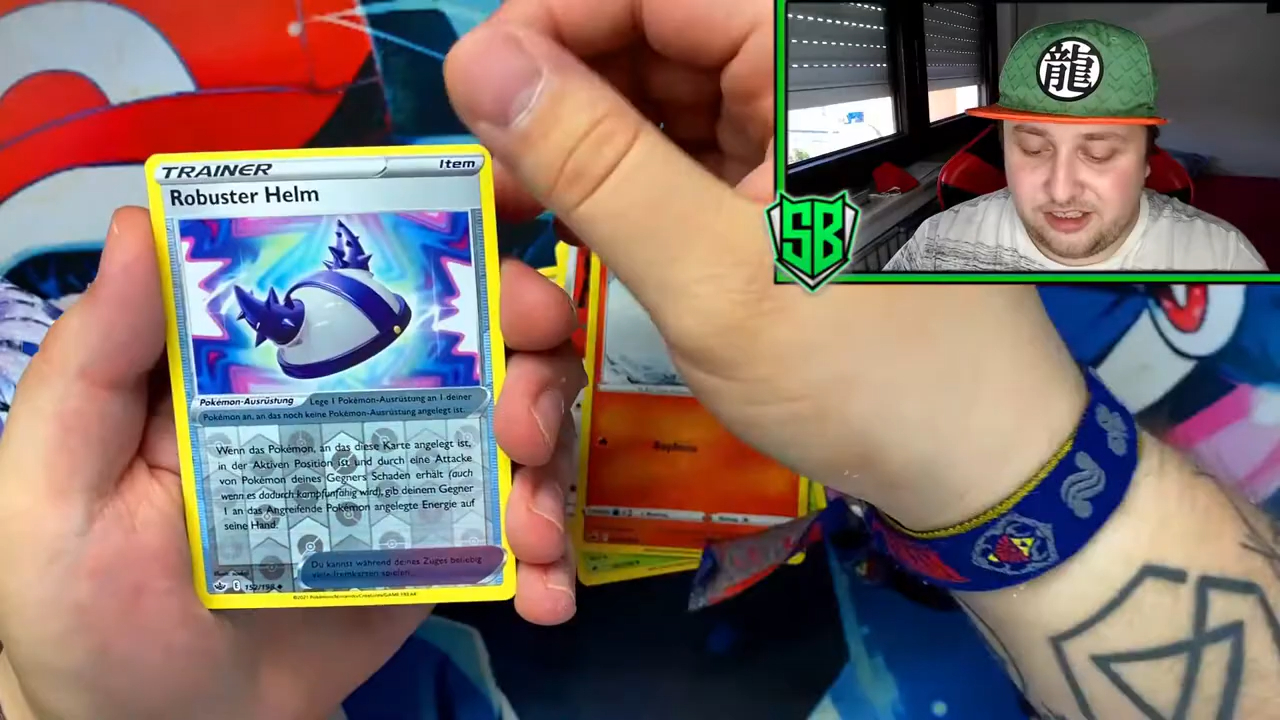 TRAINER
Item
Robuster Helm
Pokémon-Ausrüstung Lege 1 Pokémon-Ausrüstung an 1 deiner
Pokémon an, an das noch keine Pokémon-Ausrüstung angelegt ist.
Wenn das Pokémon, an das diese Karte angelegt ist,
in der Aktiven Position ist und durch eine Attacke
von Pokémon deines Gegners Schaden erhält (auch
wenn es dadurch kampfunfähig wird), gib deinem Gegner
1 an das Angreifende Pokémon angelegte Energie auf
seine Hand.
Du kannst während deines Zuges beliebig
viele Itemkarten spielen.
152/198
龍
SB